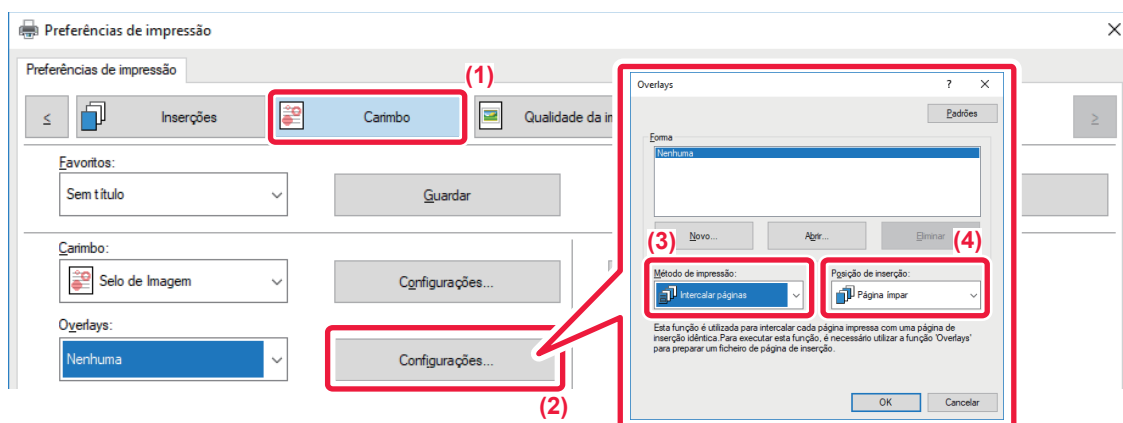 Preferências de impressão
Preferências de impressão
(1)
≤
Inserções
Carimbo
Qualidade da im
≥
Favoritos:
Sem título
Guardar
Carimbo:
Selo de Imagem
Configurações...
Overlays:
Nenhuma
Configurações...
(2)
Overlays
?
Padrões
Forma
Nenhuma
Novo...
Abrir...
Eliminar
(3)
(4)
Método de impressão:
Posição de inserção:
Intercalar páginas
Página ímpar
Esta função é utilizada para intercalar cada página impressa com uma página de
inserção idêntica.Para executar esta função, é necessário utilizar a função 'Overlays'
para preparar um ficheiro de página de inserção.
OK
Cancelar